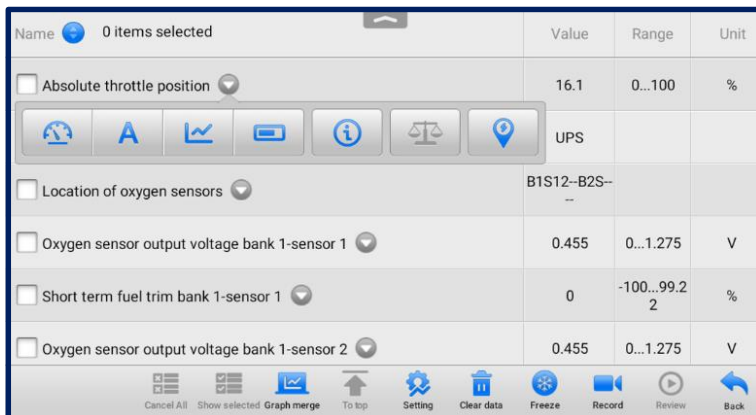 Name 0 items selected Value Range Unit
Absolute throttle position 16.1 0...100 %
A
UPS
Location of oxygen sensors B1S12--B2S--
--
Oxygen sensor output voltage bank 1-sensor 1 0.455 0...1.275 V
Short term fuel trim bank 1-sensor 1 0 -100...99.2
2 %
Oxygen sensor output voltage bank 1-sensor 2 0.455 0...1.275 V
Cancel All Show selected Graph merge To top Setting Clear data Freeze Record Review Back